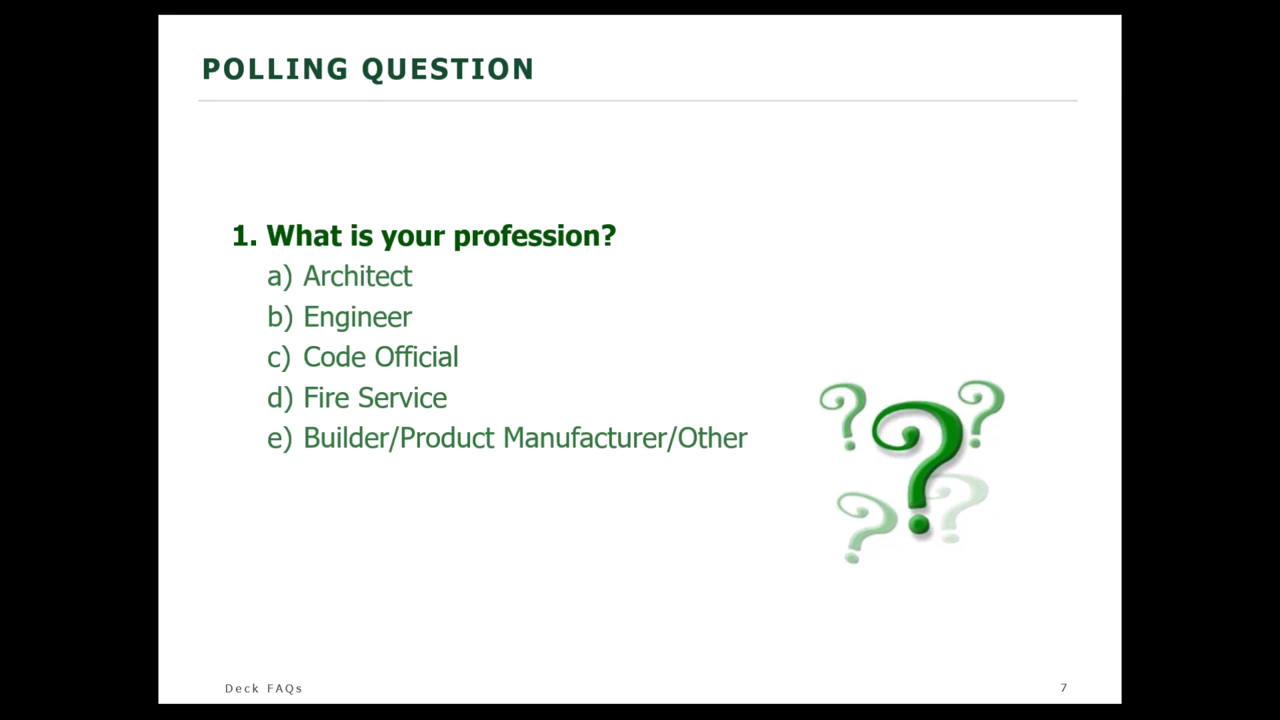 POLLING QUESTION
1. What is your profession?
a) Architect
b) Engineer
c) Code Official
d) Fire Service
e) Builder/Product Manufacturer/Other
Deck FAQs
7